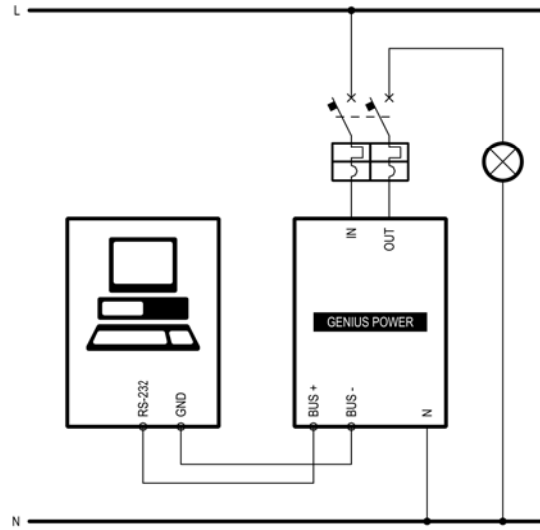 L
IN
OUT
GENIUS POWER
RS-232
GND
BUS +
BUS -
N
N